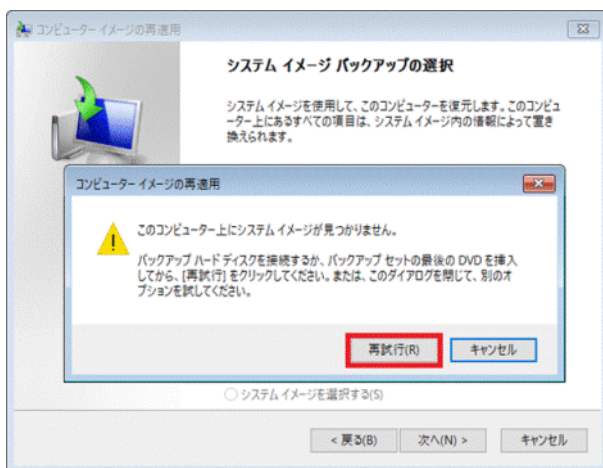 コンピューター イメージの再適用
システム イメージ バックアップの選択
システム イメージを使用して、このコンピューターを復元します。このコンピュ
ーター上にあるすべての項目は、システム イメージ内の情報によって置き
換えられます。
コンピューター イメージの再適用
このコンピューター上にシステム イメージが見つかりません。
バックアップ ハード ディスクを接続するか、バックアップ セットの最後の DVD を挿入
してから、[再試行] をクリックしてください。または、このダイアログを閉じて、別のオ
プションを試してください。
再試行(R)
キャンセル
システム イメージを選択する(S)
< 戻る(B)
次へ(N) >
キャンセル